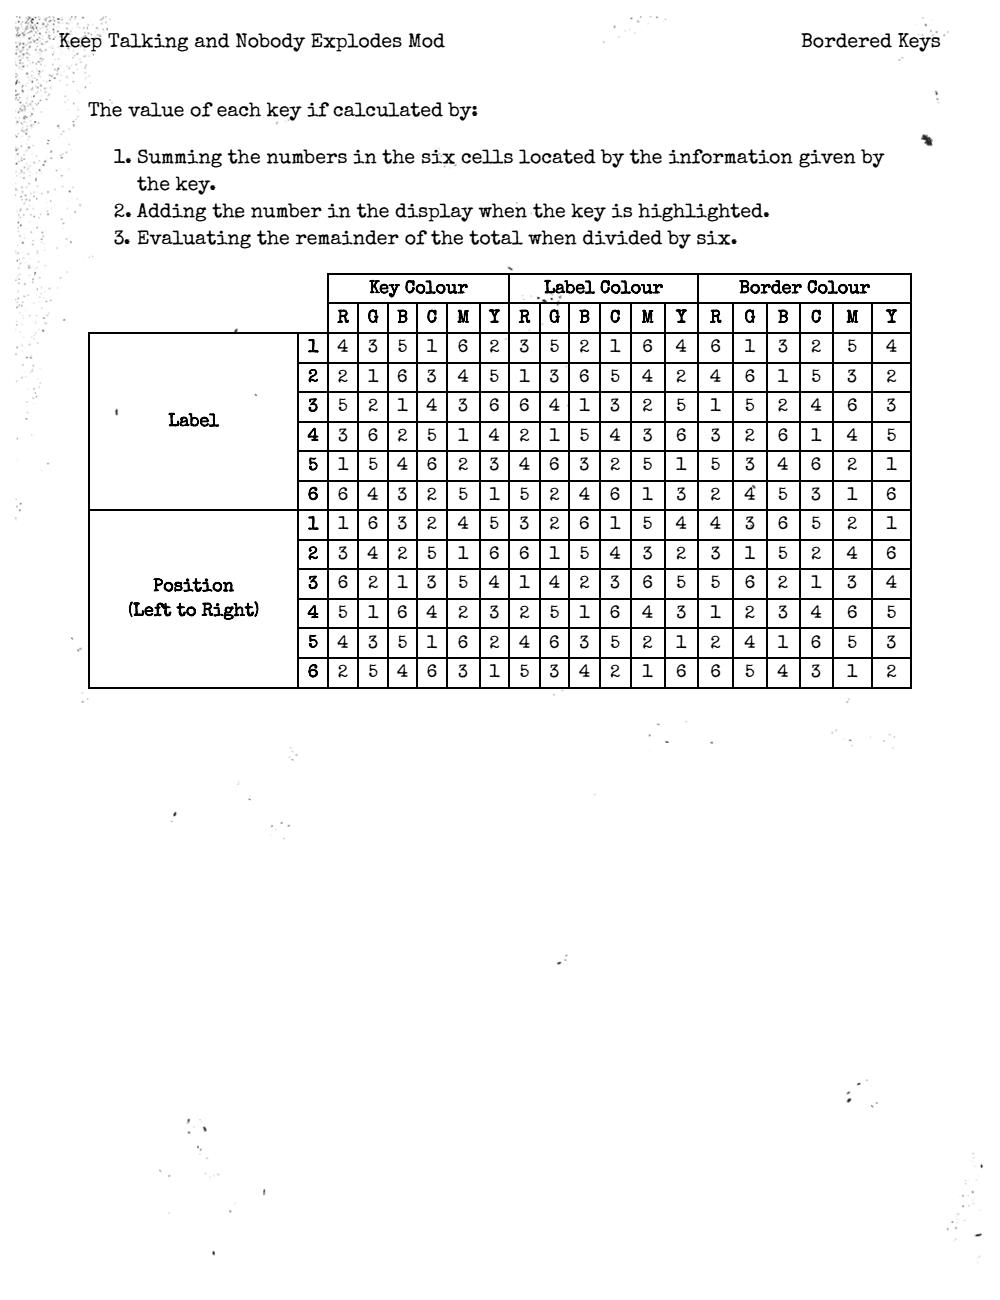 Keep Talking and Nobody Explodes Mod Bordered Keys
The value of each key if calculated by:
1. Summing the numbers in the six cells located by the information given by
the key.
2. Adding the number in the display when the key is highlighted.
3. Evaluating the remainder of the total when divided by six.
Key Colour Label Colour Border Colour
R G B C M Y R G B C M Y R G B C M Y
Label
1 4 3 5 1 6 2 3 5 2 1 6 4 6 1 3 2 5 4
2 2 1 6 3 4 5 1 3 6 5 4 2 4 6 1 5 3 2
3 5 2 1 4 3 6 6 4 1 3 2 5 1 5 2 4 6 3
4 3 6 2 5 1 4 2 1 5 4 3 6 3 2 6 1 4 5
5 1 5 4 6 2 3 4 6 3 2 5 1 5 3 4 6 2 1
6 6 4 3 2 5 1 5 2 4 6 1 3 2 4 5 3 1 6
Position
(Left to Right)
1 1 6 3 2 4 5 3 2 6 1 5 4 4 3 6 5 2 1
2 3 4 2 5 1 6 6 1 5 4 3 2 3 1 5 2 4 6
3 6 2 1 3 5 4 1 4 2 3 6 5 5 6 2 1 3 4
4 5 1 6 4 2 3 2 5 1 6 4 3 1 2 3 4 6 5
5 4 3 5 1 6 2 4 6 3 5 2 1 2 4 1 6 5 3
6 2 5 4 6 3 1 5 3 4 2 1 6 6 5 4 3 1 2